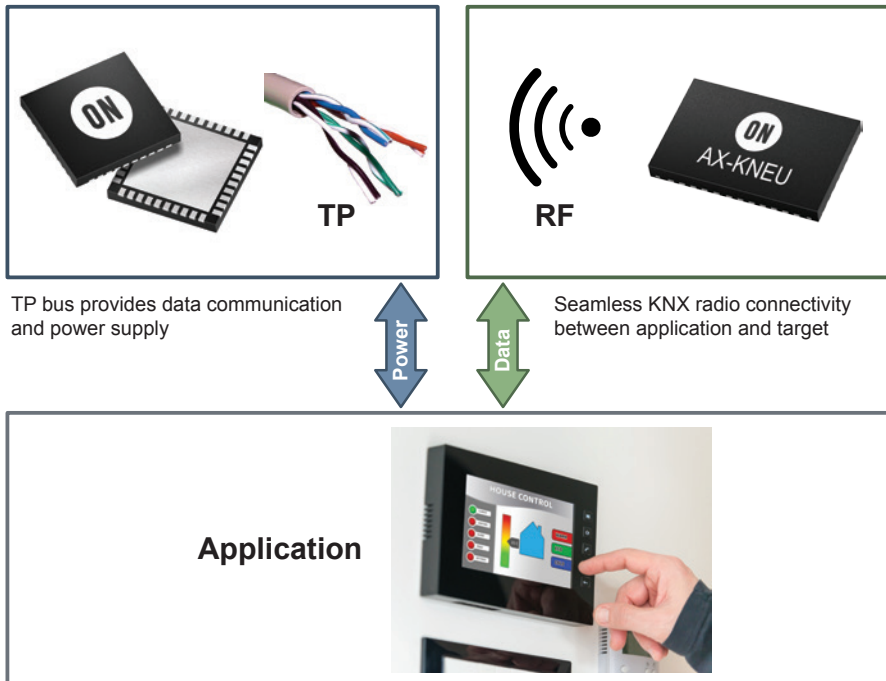 ON
TP
RF
ON
AX-KNEU
TP bus provides data communication
and power supply
Power
Data
Seamless KNX radio connectivity
between application and target
Application
HOUSE CONTROL